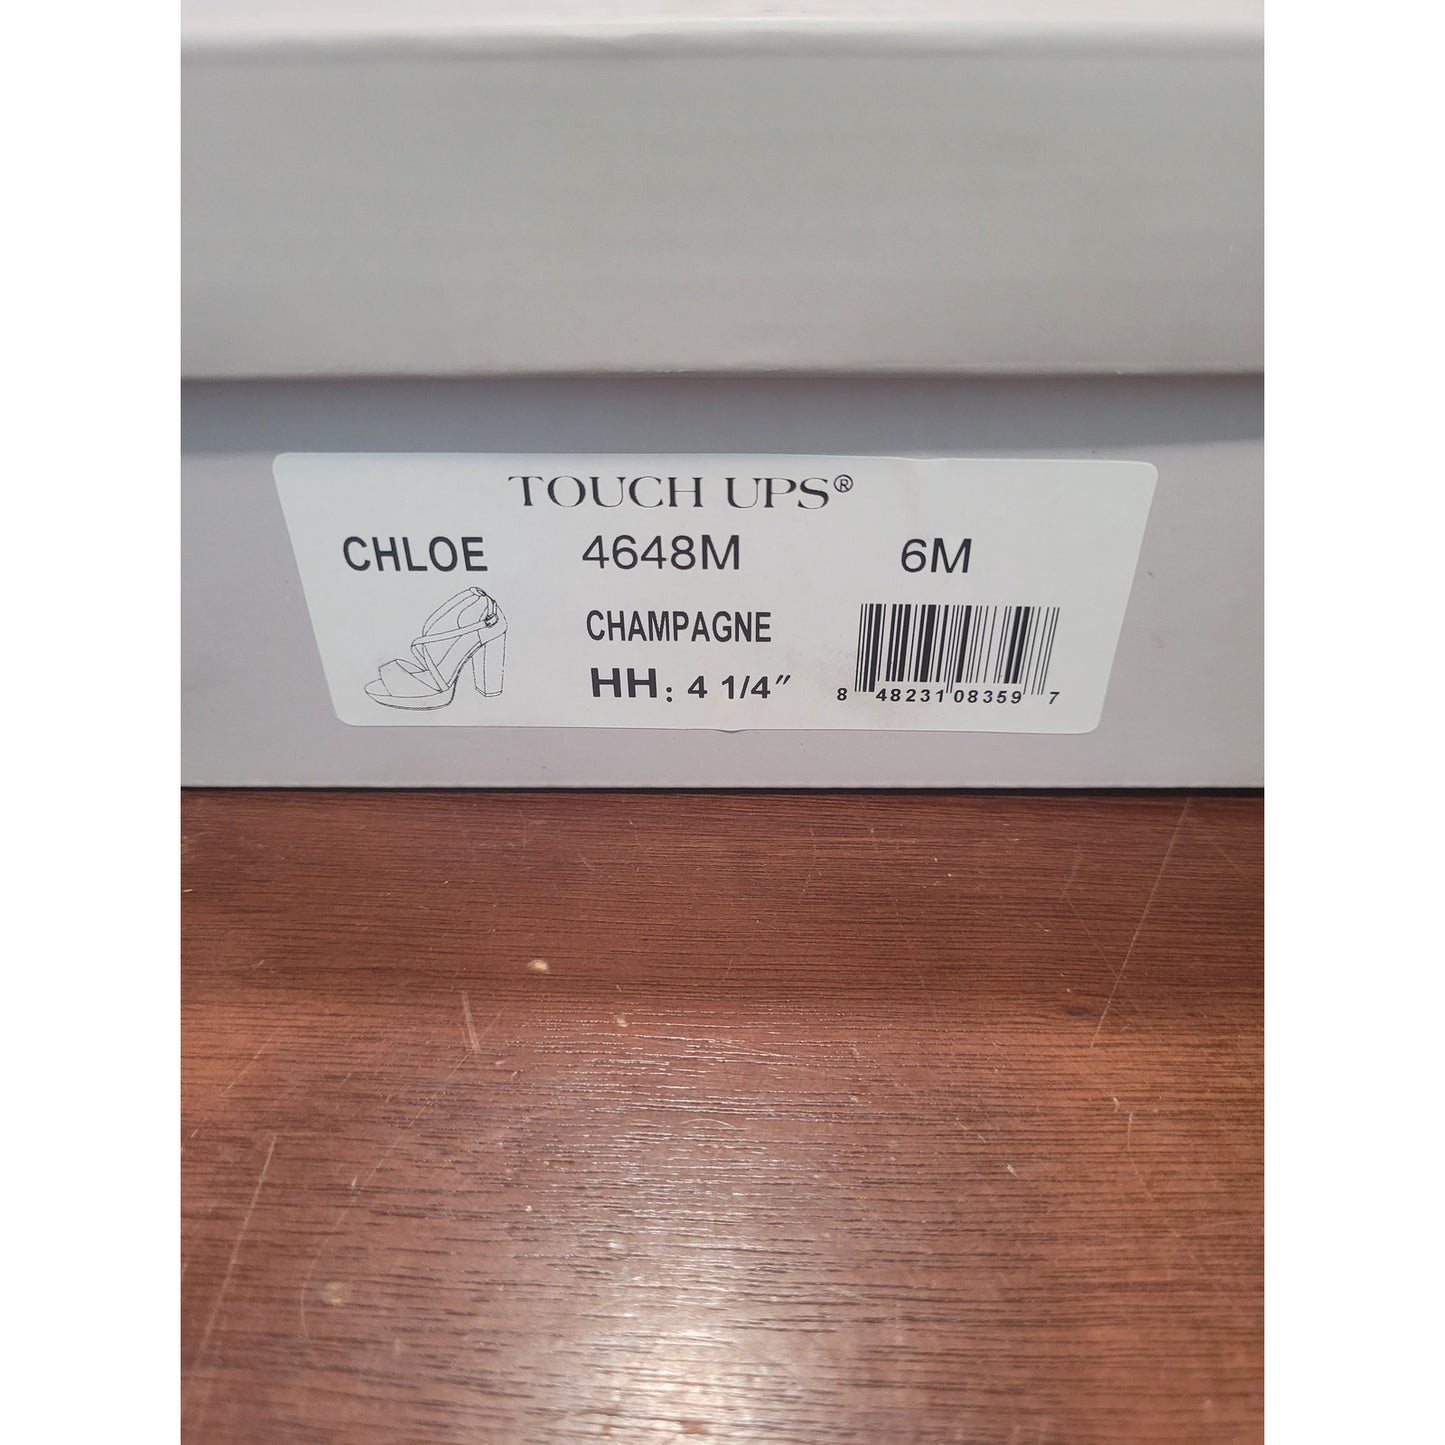 TOUCH UPS®
CHLOE 4648M 6M
CHAMPAGNE
HH: 4 1/4"
8 48231 08359 7